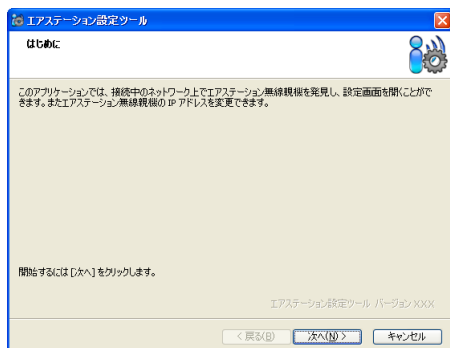 エアステーション設定ツール
はじめに
このアプリケーションでは、接続中のネットワーク上でエアステーション無線親機を発見し、設定画面を開くことがで
きます。またエアステーション無線親機の IP アドレスを変更できます。
開始するには [次へ] をクリックします。
エアステーション設定ツール バージョン XXX
< 戻る(B) 次へ(N) > キャンセル